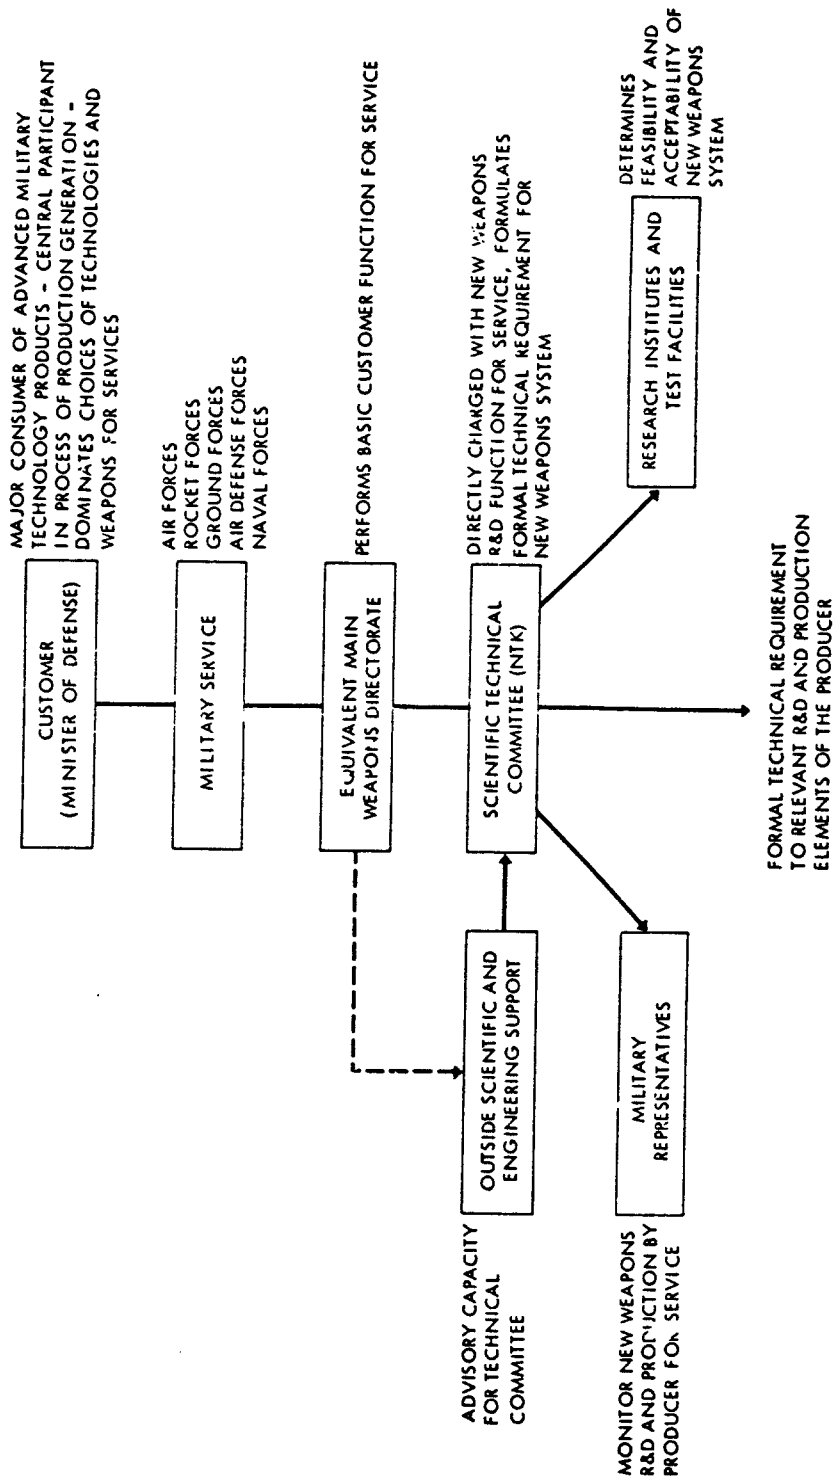 CUSTOMER
(MINISTER OF DEFENSE)
MAJOR CONSUMER OF ADVANCED MILITARY
TECHNOLOGY PRODUCTS - CENTRAL PARTICIPANT
IN PROCESS OF PRODUCTION GENERATION -
DOMINATES CHOICES OF TECHNOLOGIES AND
WEAPONS FOR SERVICES
MILITARY SERVICE
AIR FORCES
ROCKET FORCES
GROUND FORCES
AIR DEFENSE FORCES
NAVAL FORCES
EQUIVALENT MAIN
WEAPONS DIRECTORATE
PERFORMS BASIC CUSTOMER FUNCTION FOR SERVICE
ADVISORY CAPACITY
FOR TECHNICAL
COMMITTEE
OUTSIDE SCIENTIFIC AND
ENGINEERING SUPPORT
SCIENTIFIC TECHNICAL
COMMITTEE (NTK)
DIRECTLY CHARGED WITH NEW WEAPONS
R&D FUNCTION FOR SERVICE, FORMULATES
FORMAL TECHNICAL REQUIREMENT FOR
NEW WEAPONS SYSTEM
MONITOR NEW WEAPONS
R&D AND PRODUCTION BY
PRODUCER FOR SERVICE
MILITARY
REPRESENTATIVES
RESEARCH INSTITUTES AND
TEST FACILITIES
DETERMINES
FEASIBILITY AND
ACCEPTABILITY OF
NEW WEAPONS
SYSTEM
FORMAL TECHNICAL REQUIREMENT
TO RELEVANT R&D AND PRODUCTION
ELEMENTS OF THE PRODUCER